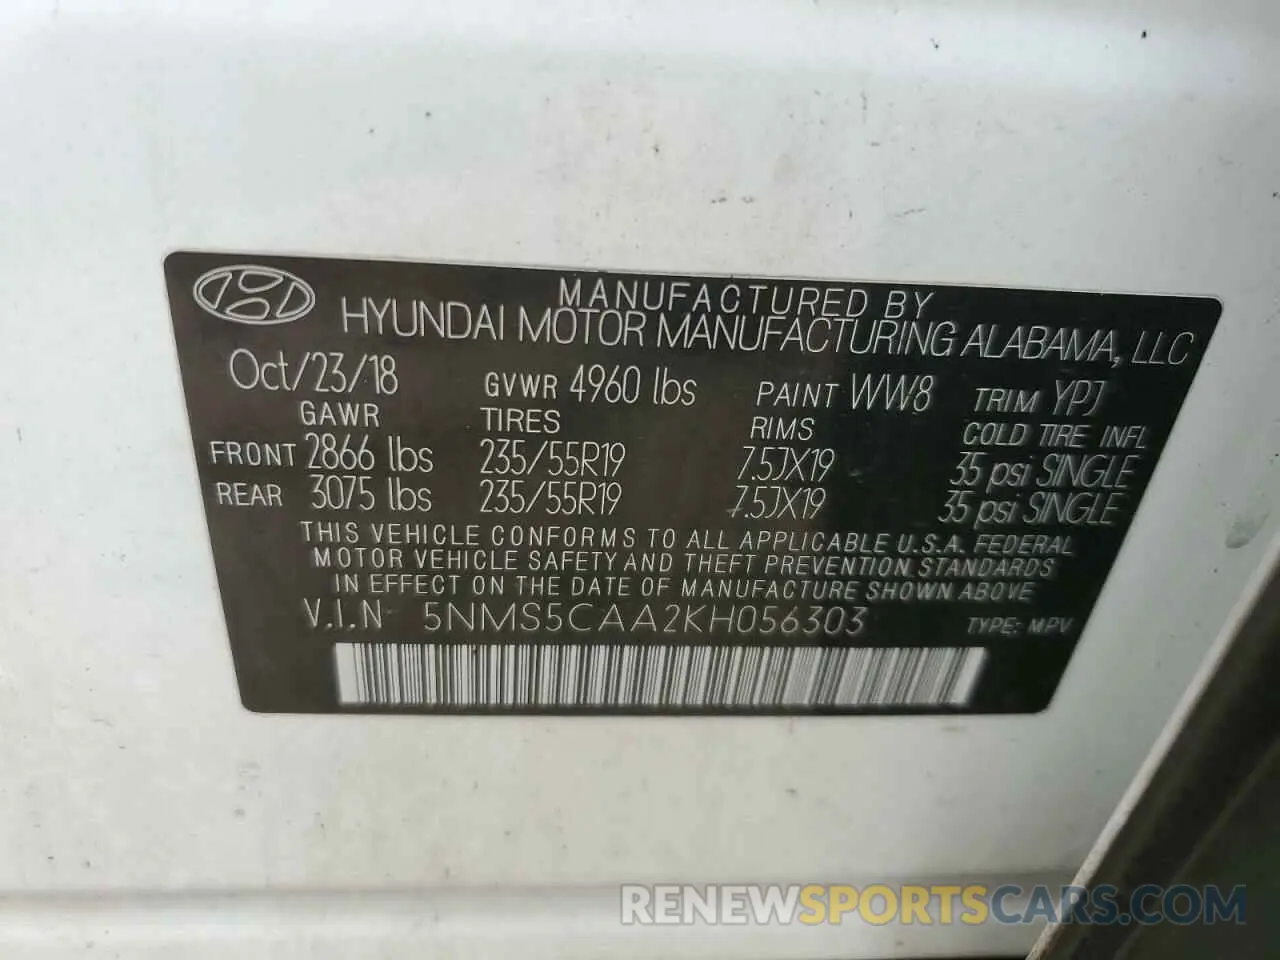 MANUFACTURED BY
HYUNDAI MOTOR MANUFACTURING ALABAMA, LLC
Oct/23/18 GVWR 4960 lbs PAINT WW8 TRIM YPJ
GAWR TIRES RIMS COLD TIRE INFL
FRONT 2866 lbs 235/55R19 7.5JX19 35 psi SINGLE
REAR 3075 lbs 235/55R19 7.5JX19 35 psi SINGLE
THIS VEHICLE CONFORMS TO ALL APPLICABLE U.S.A. FEDERAL
MOTOR VEHICLE SAFETY AND THEFT PREVENTION STANDARDS
IN EFFECT ON THE DATE OF MANUFACTURE SHOWN ABOVE
V.I.N 5NMS5CAA2KH056303 TYPE: MPV
RENEWSPORTSCARS.COM